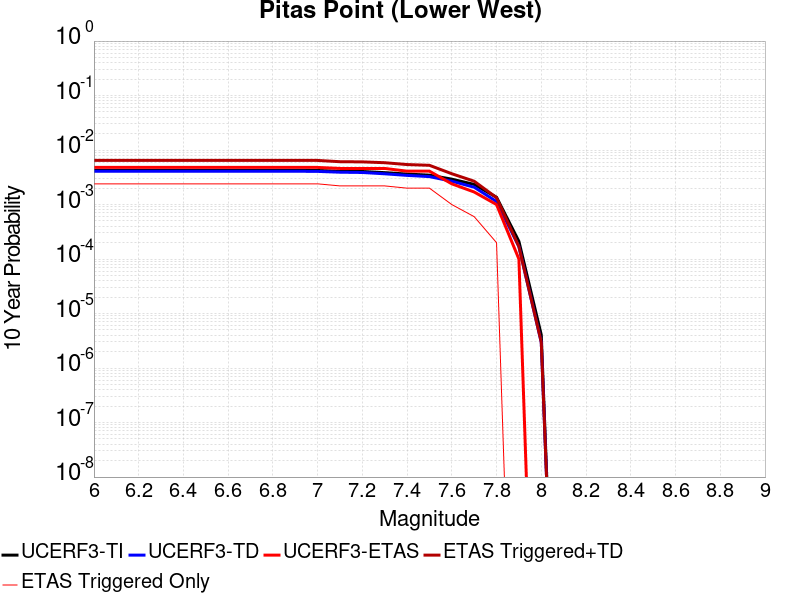 Pitas Point (Lower West)
10^0
10^-1
10^-2
10^-3
10^-4
10^-5
10^-6
10^-7
10^-8
10 Year Probability
6 6.2 6.4 6.6 6.8 7 7.2 7.4 7.6 7.8 8 8.2 8.4 8.6 8.8 9
Magnitude
UCERF3-TI UCERF3-TD UCERF3-ETAS ETAS Triggered+TD
ETAS Triggered Only